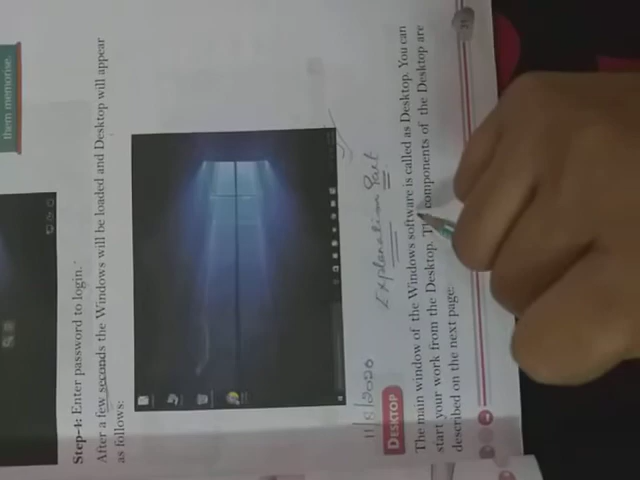 them memorise.
Step-4: Enter password to login.
After a few seconds the Windows will be loaded and Desktop will appear
as follows:
11/8/2020 Explanation Part
DESKTOP
The main window of the Windows software is called as Desktop. You can
start your work from the Desktop. The components of the Desktop are
described on the next page: